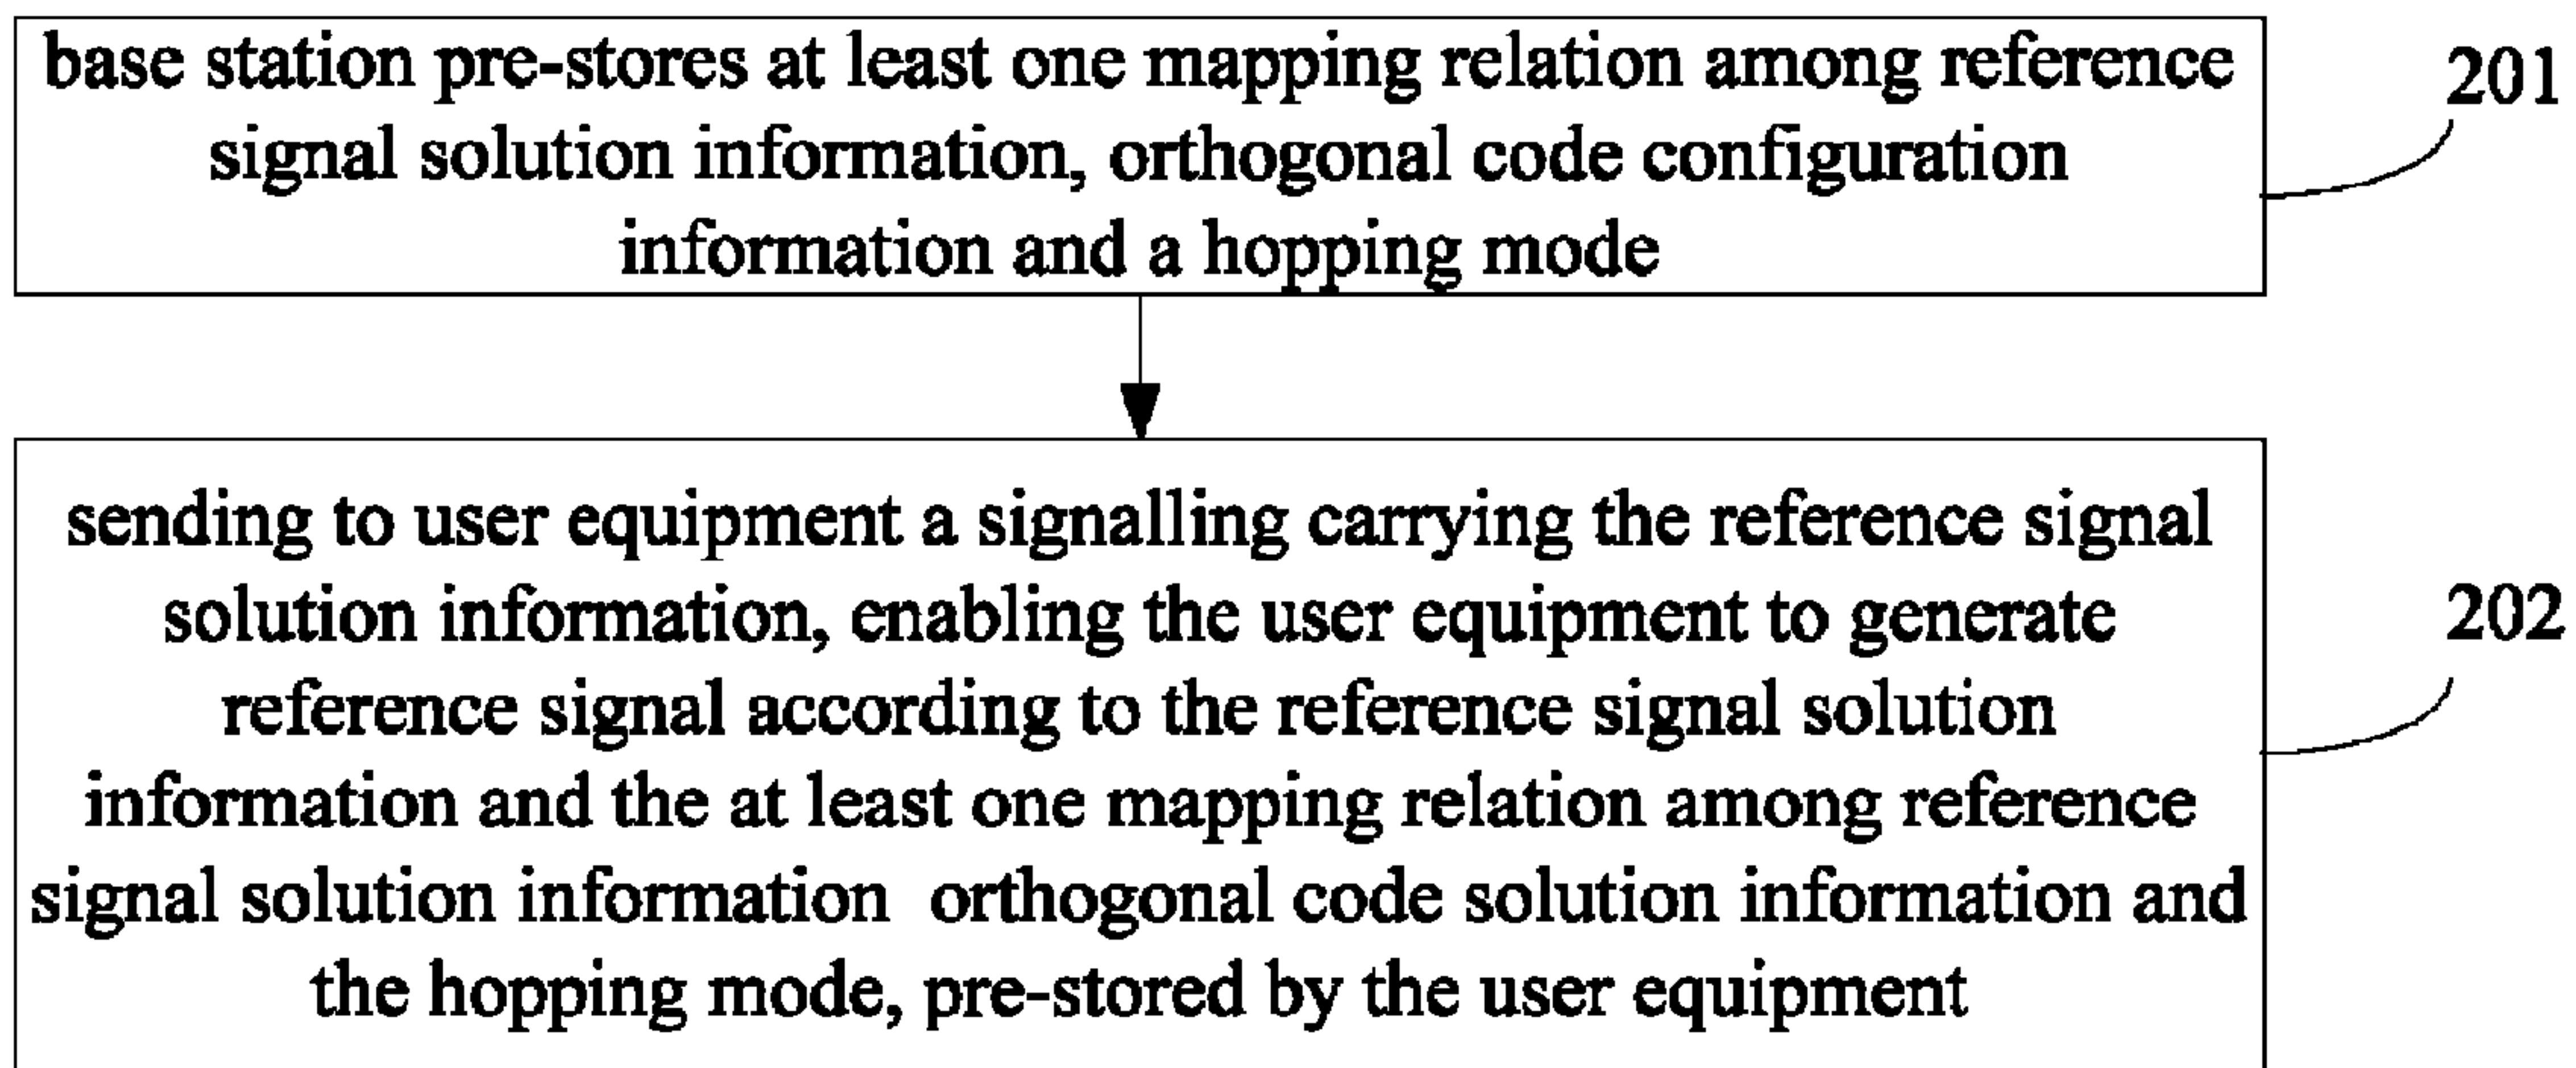 base station pre-stores at least one mapping relation among reference
signal solution information, orthogonal code configuration
information and a hopping mode
201
sending to user equipment a signalling carrying the reference signal
solution information, enabling the user equipment to generate
reference signal according to the reference signal solution
information and the at least one mapping relation among reference
signal solution information orthogonal code solution information and
the hopping mode, pre-stored by the user equipment
202